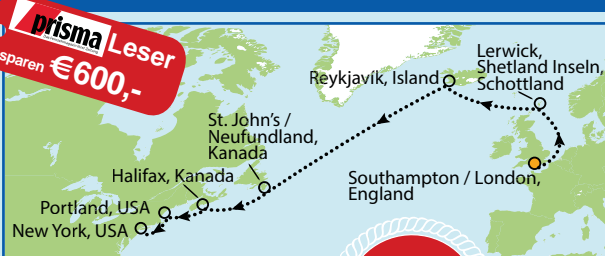 prisma Leser
sparen €600,-
Lerwick,
Shetland Inseln,
Schottland
Reykjavík, Island
St. John's /
Neufundland,
Kanada
Southampton / London,
England
Halifax, Kanada
Portland, USA
New York, USA